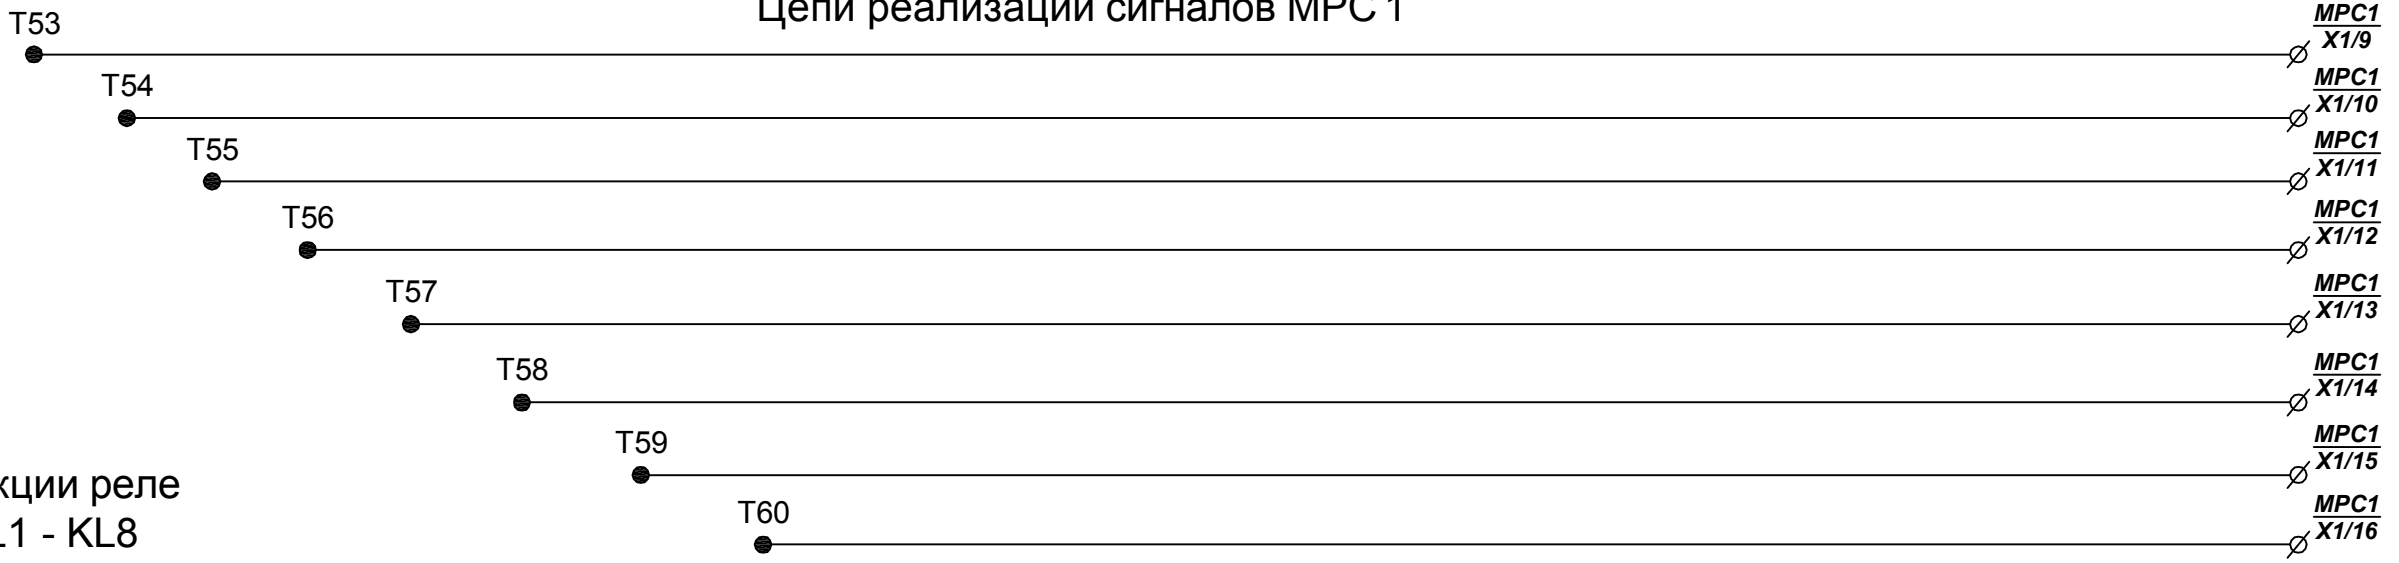 Цепи реализации сигналов МРС 1
T53
MPC1
X1/9
T54
MPC1
X1/10
T55
MPC1
X1/11
T56
MPC1
X1/12
T57
MPC1
X1/13
T58
MPC1
X1/14
T59
MPC1
X1/15
реле
T60
MPC1
X1/16
- KL8